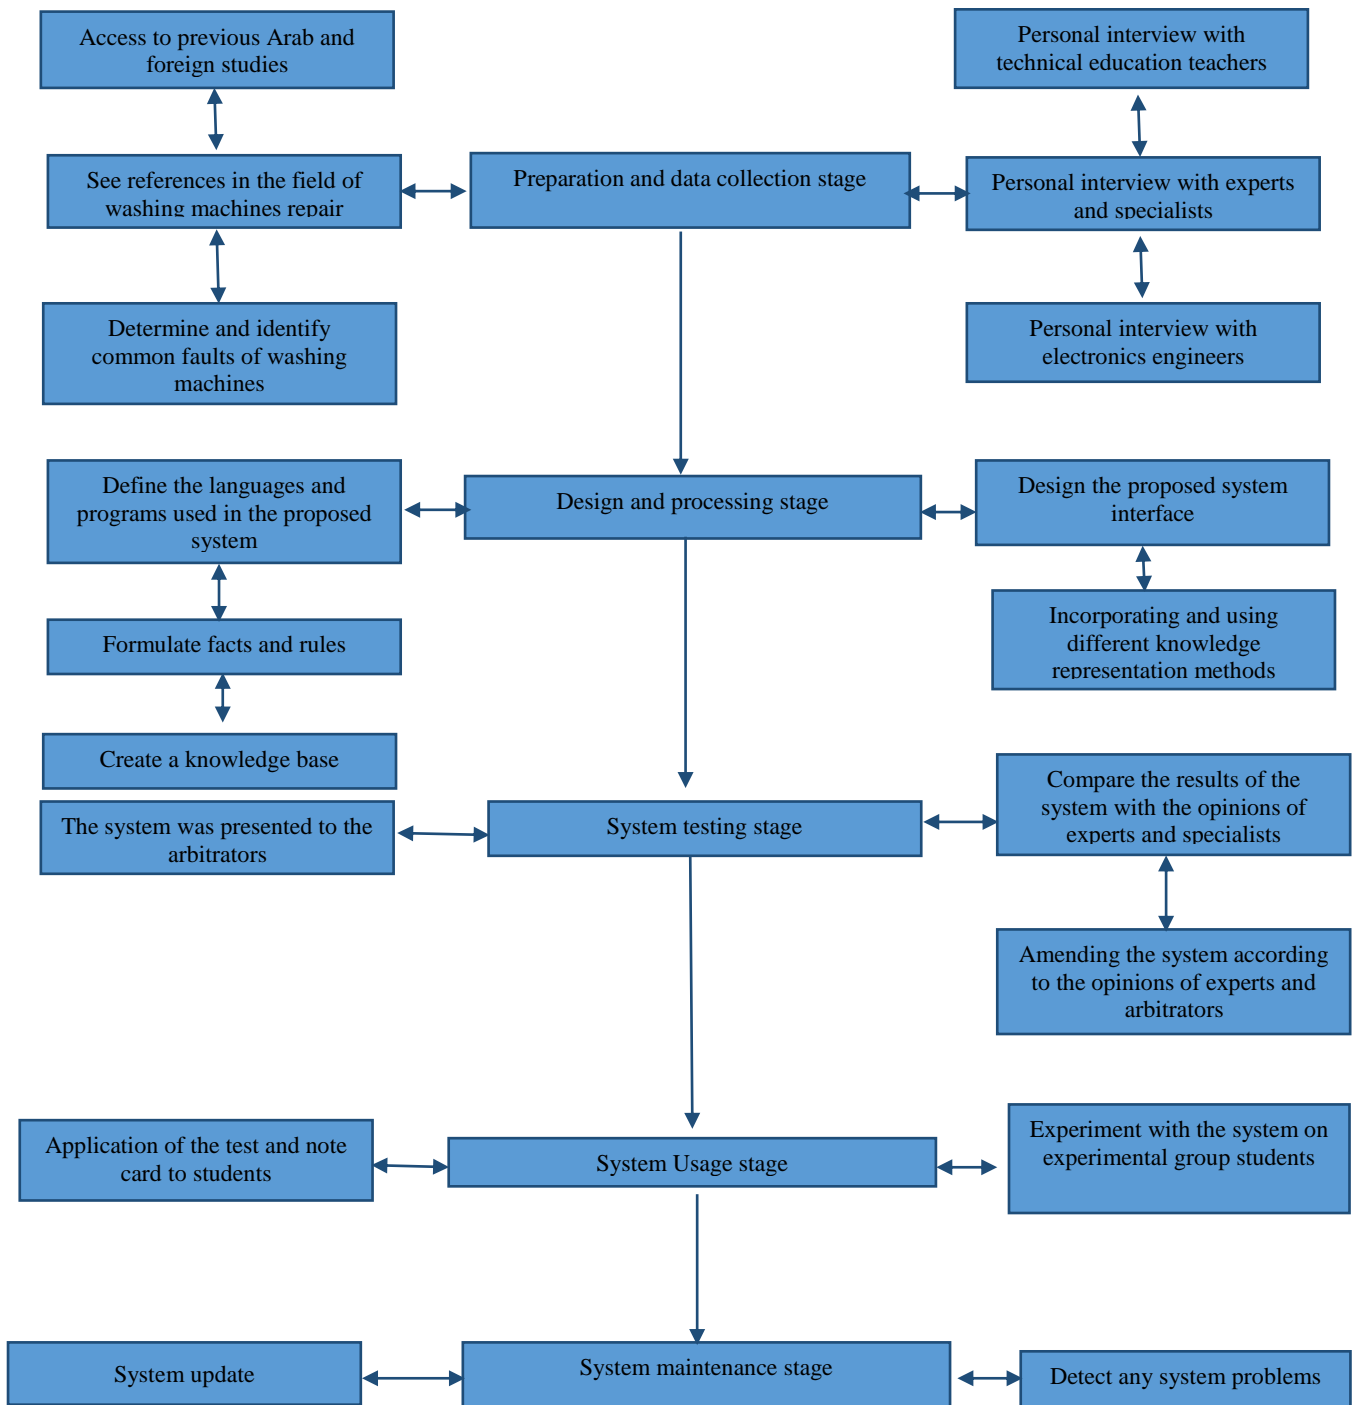 Access to previous Arab and
foreign studies
Personal interview with
technical education teachers
See references in the field of
washing machines repair
Preparation and data collection stage
Personal interview with experts
and specialists
Determine and identify
common faults of washing
machines
Personal interview with
electronics engineers
Define the languages and
programs used in the proposed
system
Design and processing stage
Design the proposed system
interface
Formulate facts and rules
Incorporating and using
different knowledge
representation methods
Create a knowledge base
The system was presented to the
arbitrators
System testing stage
Compare the results of the
system with the opinions of
experts and specialists
Amending the system according
to the opinions of experts and
arbitrators
Application of the test and note
card to students
System Usage stage
Experiment with the system on
experimental group students
System update
System maintenance stage
Detect any system problems